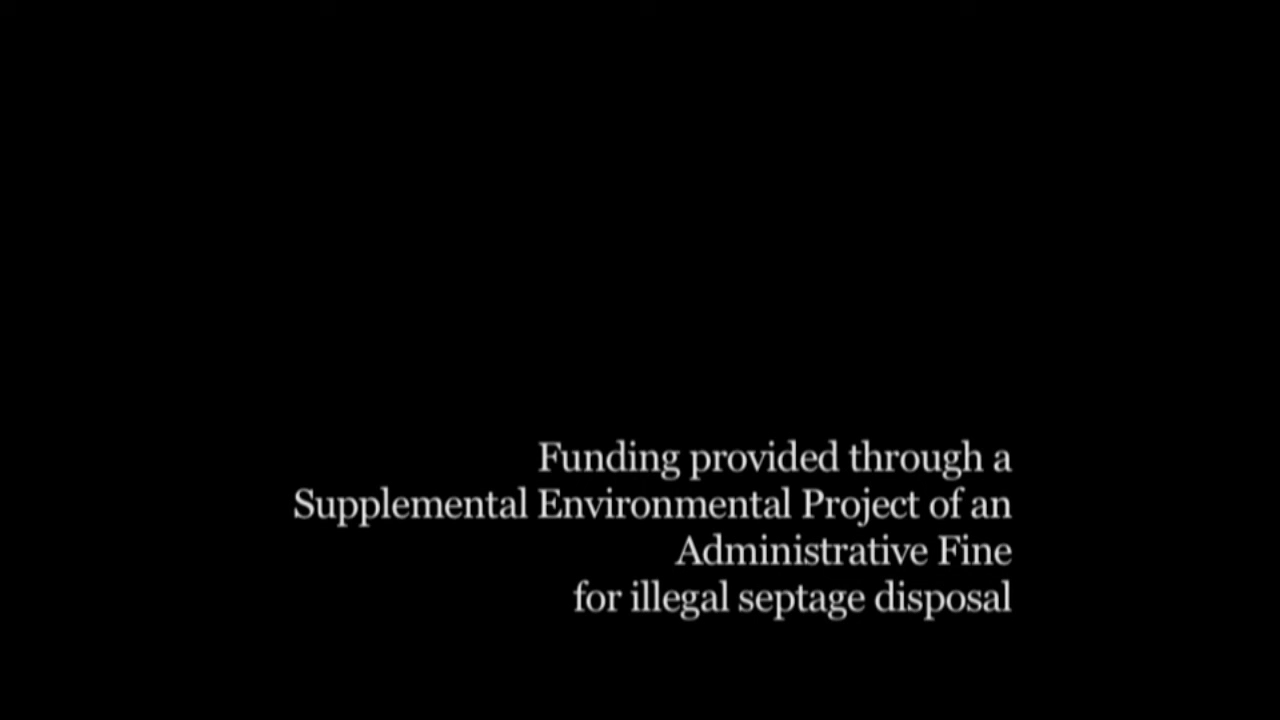 Funding provided through a
Supplemental Environmental Project of an
Administrative Fine
for illegal septage disposal